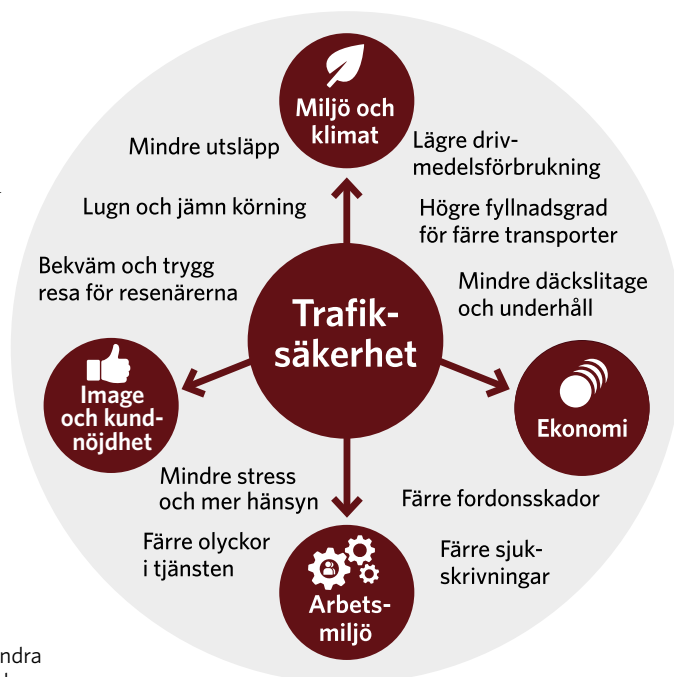 Miljö och
klimat
Mindre utsläpp
Lägre driv-
medelsförbrukning
Lugn och jämn körning
Högre fyllnadsgrad
för färre transporter
Bekväm och trygg
resa för resenärerna
Mindre däckslitage
och underhåll
Trafik-
säkerhet
Image
och kund-
nöjdhet
Ekonomi
Mindre stress
och mer hänsyn
Färre fordonsskador
Färre olyckor
i tjänsten
Färre sjuk-
skrivningar
Arbets-
miljö
ndra